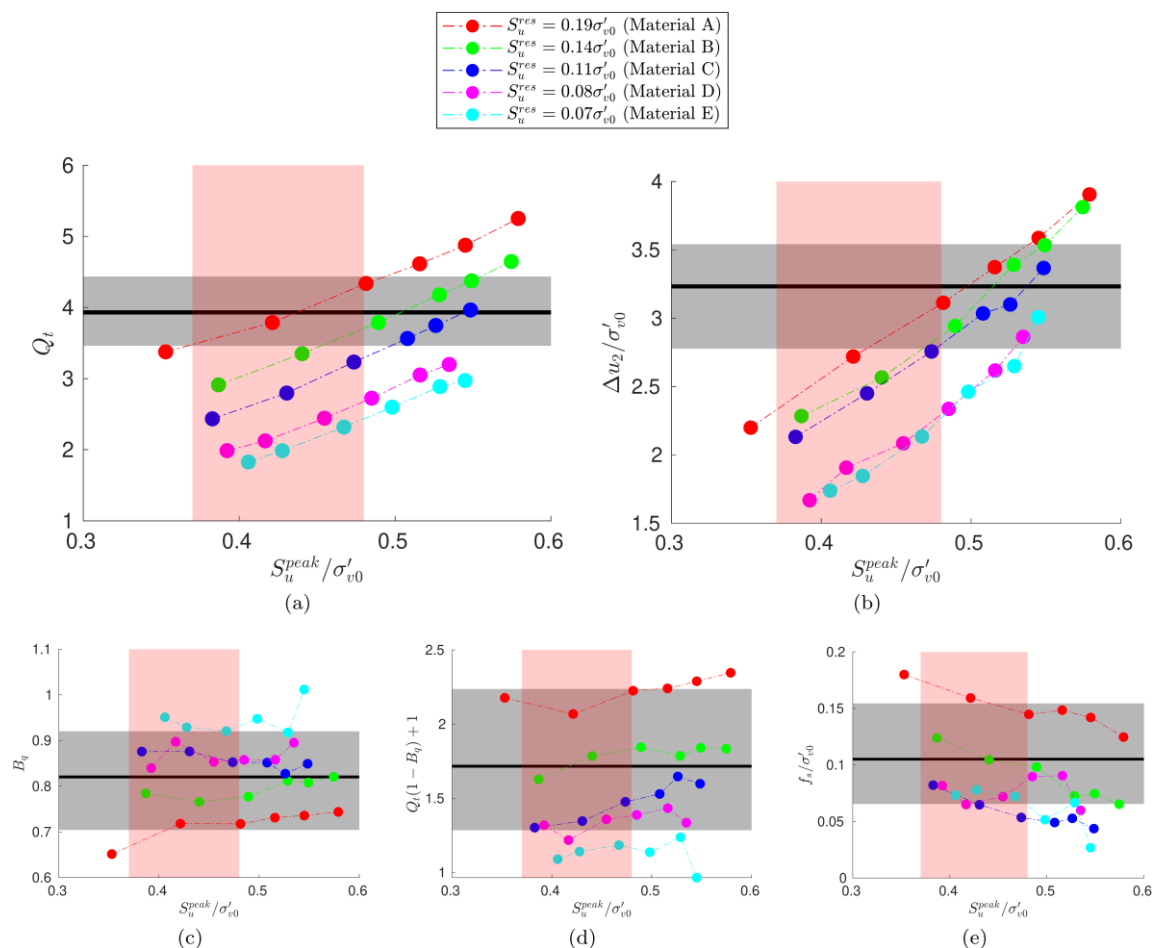 S_u^{res} = 0.19σ'_{v0} (Material A)
S_u^{res} = 0.14σ'_{v0} (Material B)
S_u^{res} = 0.11σ'_{v0} (Material C)
S_u^{res} = 0.08σ'_{v0} (Material D)
S_u^{res} = 0.07σ'_{v0} (Material E)
6
5
4
3
2
1
Q_t
0.3 0.4 0.5 0.6
S_u^{peak}/σ'_{v0}
(a)
4
3.5
3
2.5
2
1.5
Δu_2/σ'_{v0}
0.3 0.4 0.5 0.6
S_u^{peak}/σ'_{v0}
(b)
1.1
1
0.9
0.8
0.7
0.6
B_q
0.3 0.4 0.5 0.6
S_u^{peak}/σ'_{v0}
(c)
2.5
2
1.5
1
Q_t(1 − B_q) + 1
0.3 0.4 0.5 0.6
S_u^{peak}/σ'_{v0}
(d)
0.2
0.15
0.1
0.05
0
f_s/σ'_{v0}
0.3 0.4 0.5 0.6
S_u^{peak}/σ'_{v0}
(e)